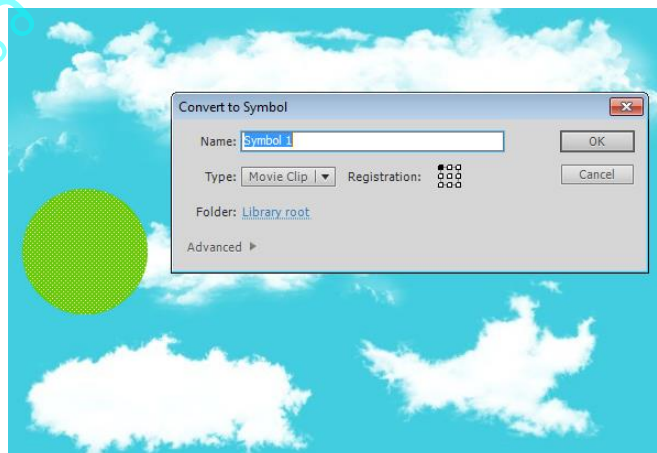 Convert to Symbol
Name: Symbol 1
OK
Type: Movie Clip Registration:
Cancel
Folder: Library root
Advanced